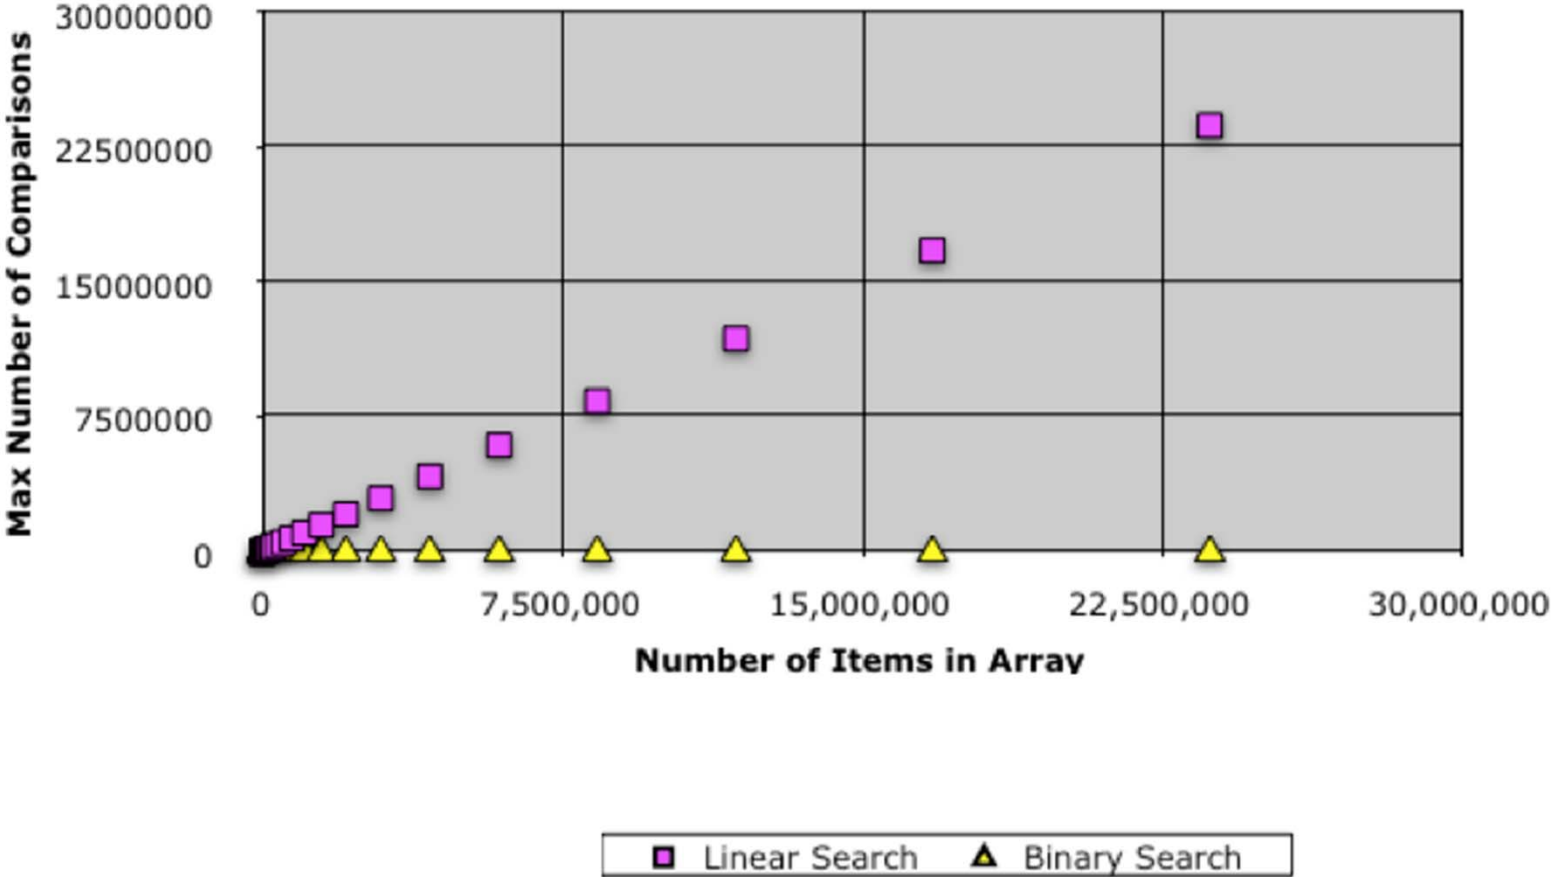 Max Number of Comparisons
30000000
22500000
15000000
7500000
0
0 7,500,000 15,000,000 22,500,000 30,000,000
Number of Items in Array
Linear Search Binary Search